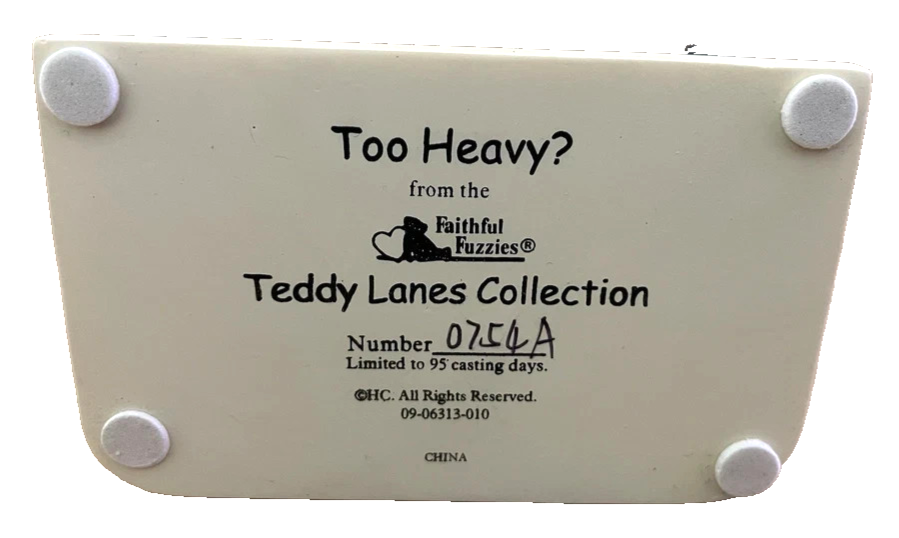 Too Heavy?
from the
Faithful
Fuzzies®
Teddy Lanes Collection
Number 0754A
Limited to 95 casting days.
©HC. All Rights Reserved.
09-06313-010
CHINA